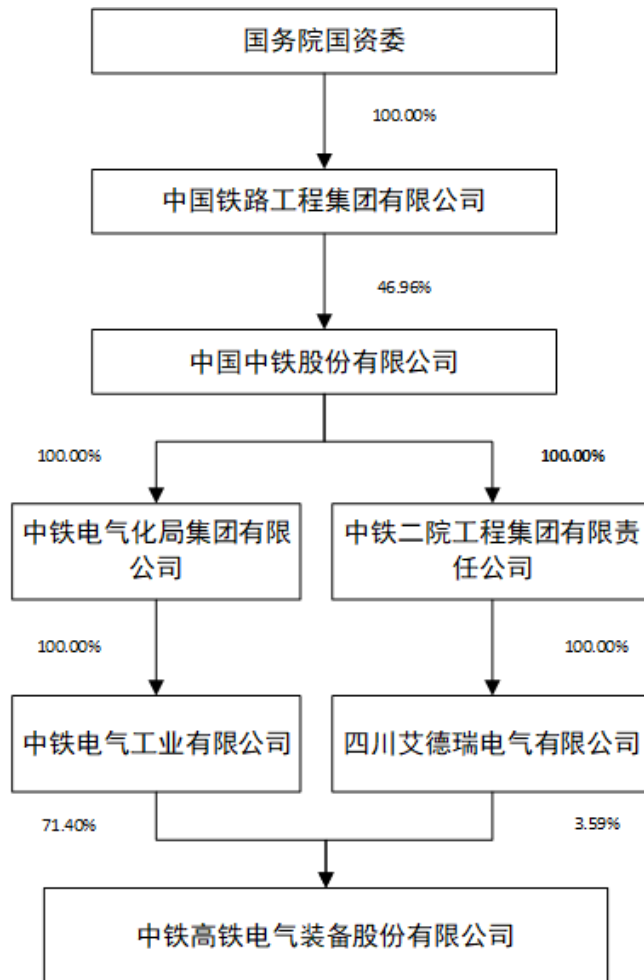 国务院国资委
100.00%
中国铁路工程集团有限公司
46.96%
中国中铁股份有限公司
100.00%
100.00%
中铁电气化局集团有限
公司
中铁二院工程集团有限责
任公司
100.00%
100.00%
中铁电气工业有限公司
四川艾德瑞电气有限公司
71.40%
3.59%
中铁高铁电气装备股份有限公司